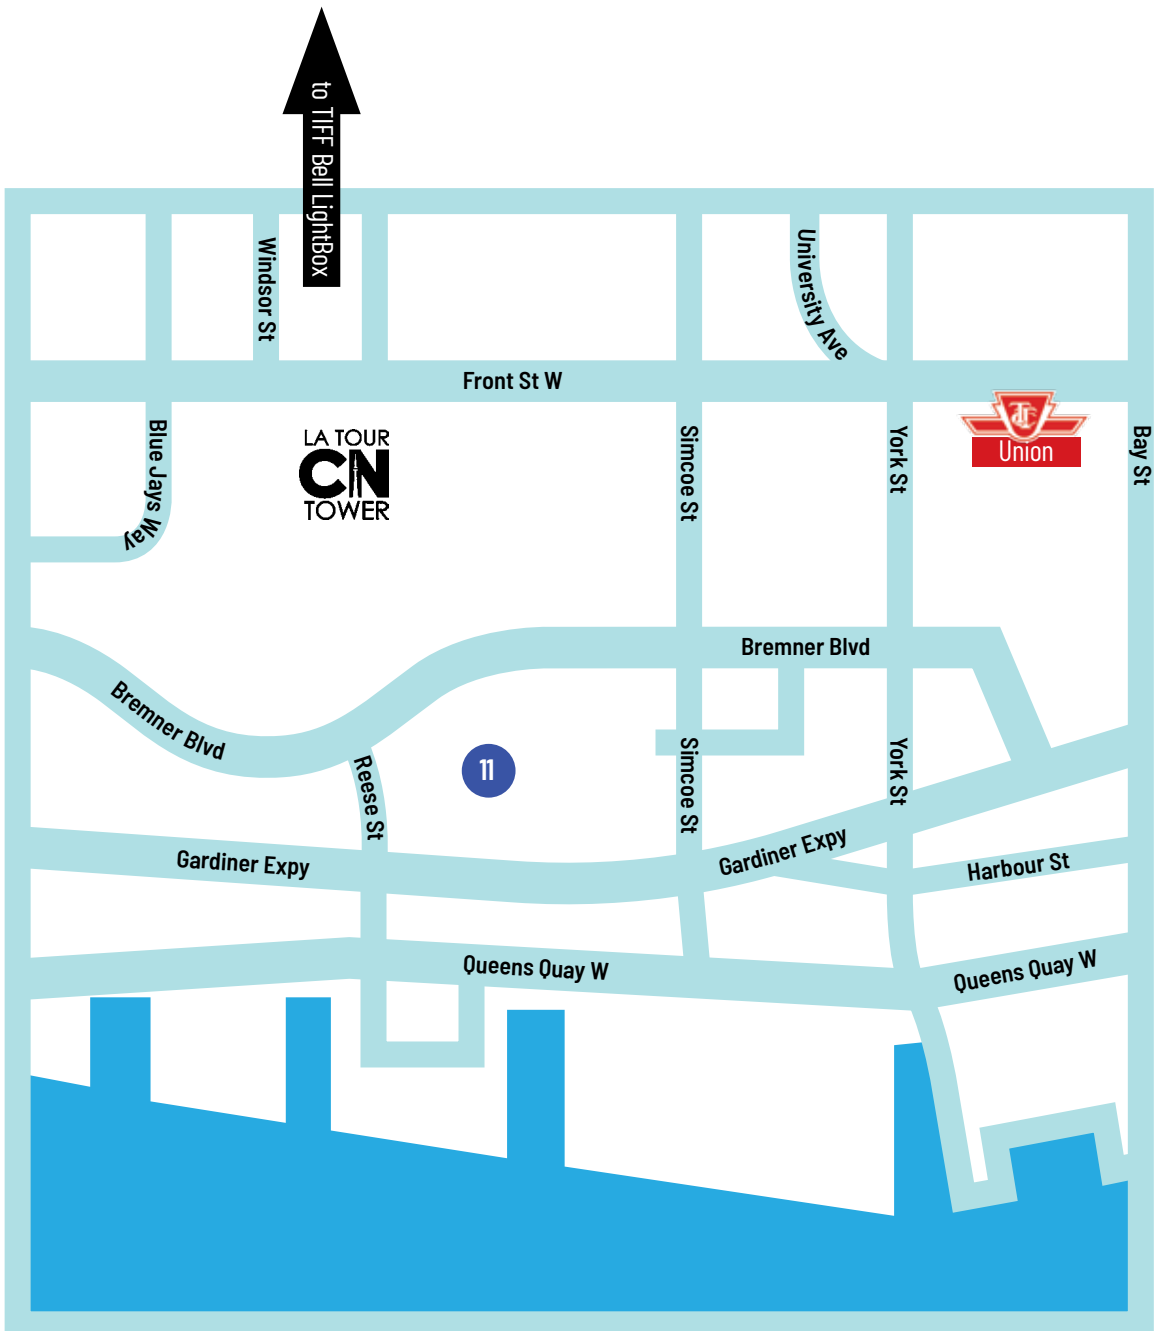 to TIFF Bell LightBox
Windsor St
University Ave
Front St W
Blue Jays Way
LA TOUR
CN
TOWER
Simcoe St
York St
TTC
Union
Bay St
Bremner Blvd
Bremner Blvd
Reese St
11
Simcoe St
York St
Gardiner Expy
Gardiner Expy
Harbour St
Queens Quay W
Queens Quay W